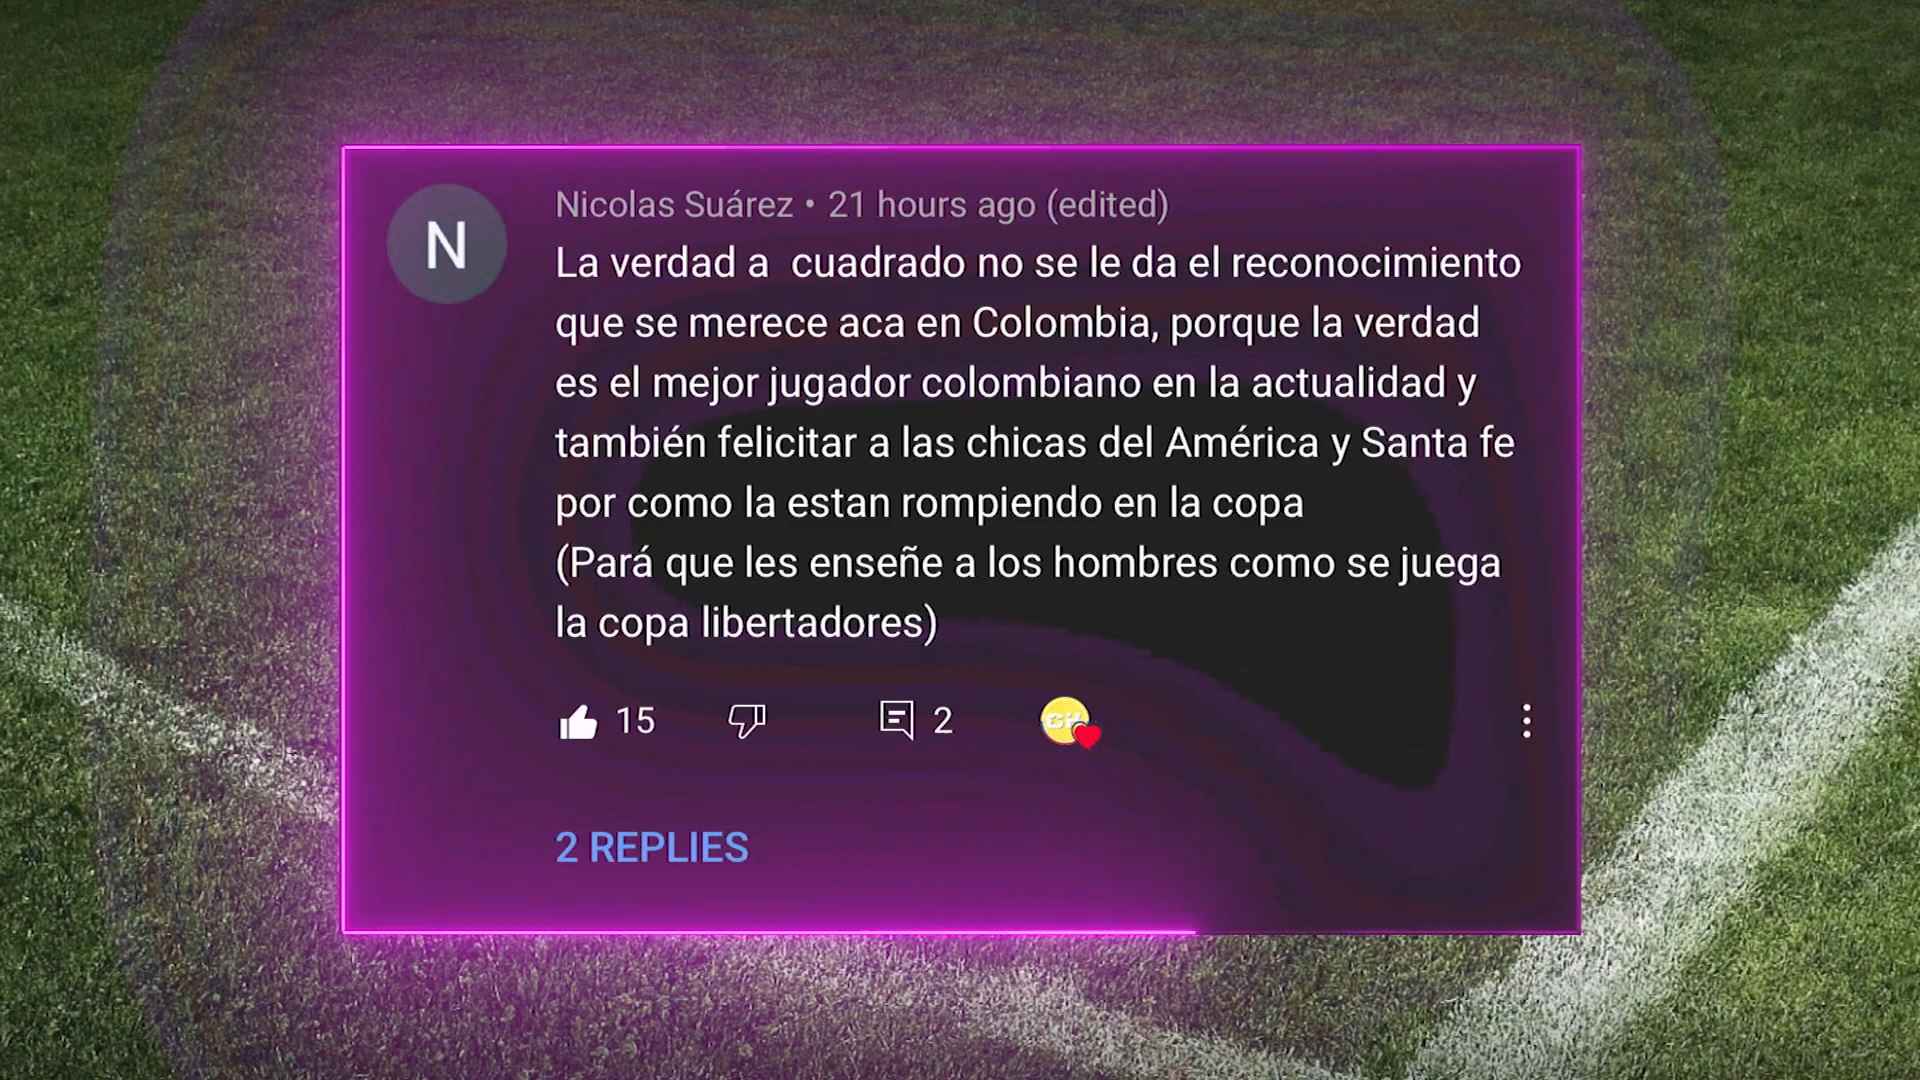 N
Nicolas Suárez • 21 hours ago (edited)
La verdad a  cuadrado no se le da el reconocimiento
que se merece aca en Colombia, porque la verdad
es el mejor jugador colombiano en la actualidad y
también felicitar a las chicas del América y Santa fe
por como la estan rompiendo en la copa
(Pará que les enseñe a los hombres como se juega
la copa libertadores)
15
2
2 REPLIES